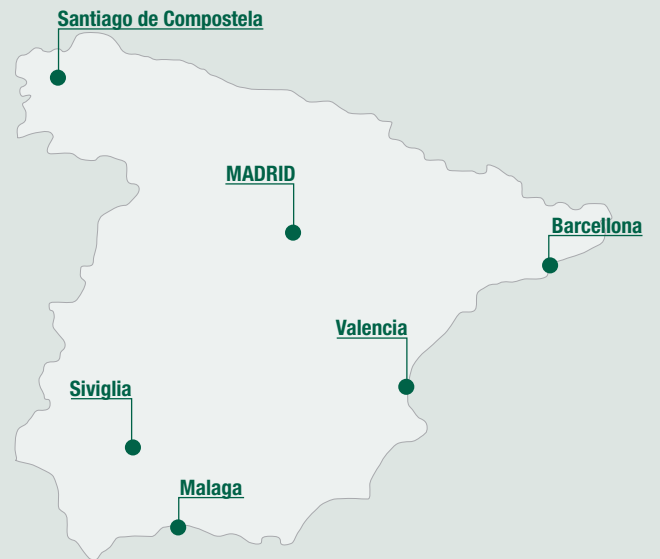 Santiago de Compostela
MADRID
Barcellona
Valencia
Siviglia
Malaga